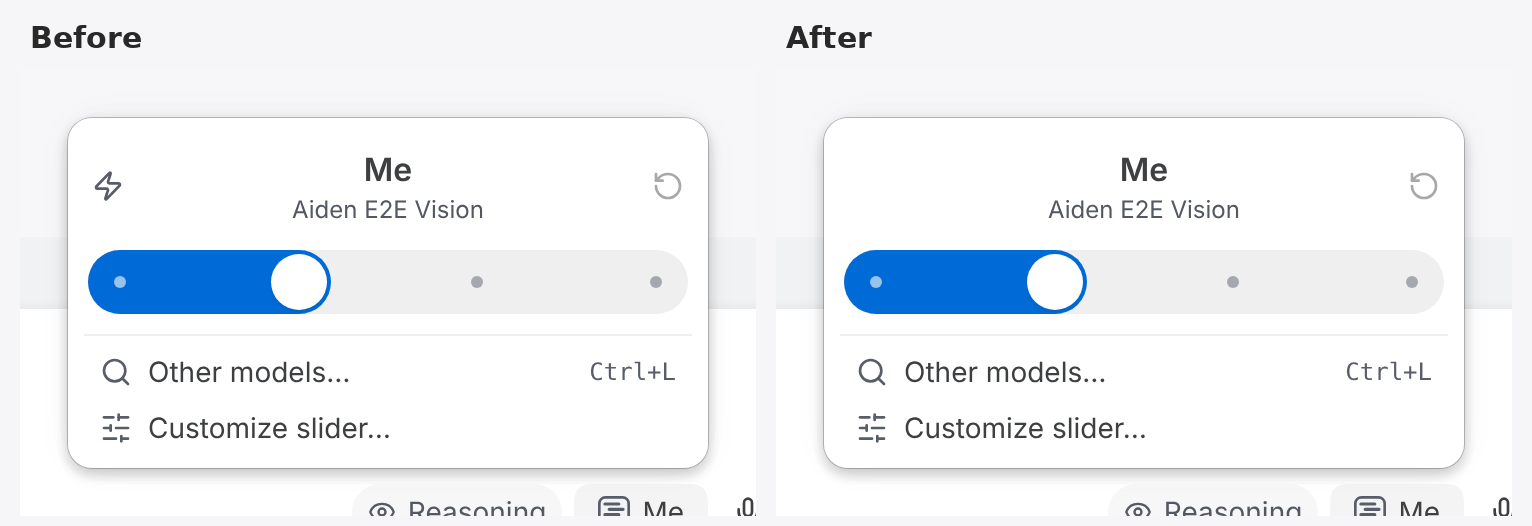 Before
Me
Aiden E2E Vision
Other models...
Ctrl+L
Customize slider...
Reasoning
Me
After
Me
Aiden E2E Vision
Other models...
Ctrl+L
Customize slider...
Reasoning
Me